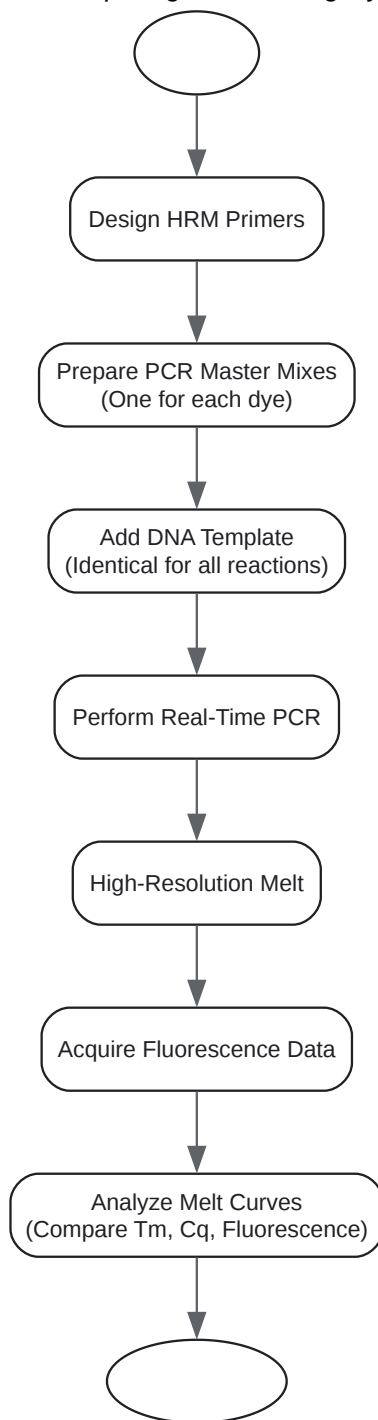 Design HRM Primers
Prepare PCR Master Mixes
(One for each dye)
Add DNA Template
(Identical for all reactions)
Perform Real-Time PCR
High-Resolution Melt
Acquire Fluorescence Data
Analyze Melt Curves
(Compare Tm, Cq, Fluorescence)